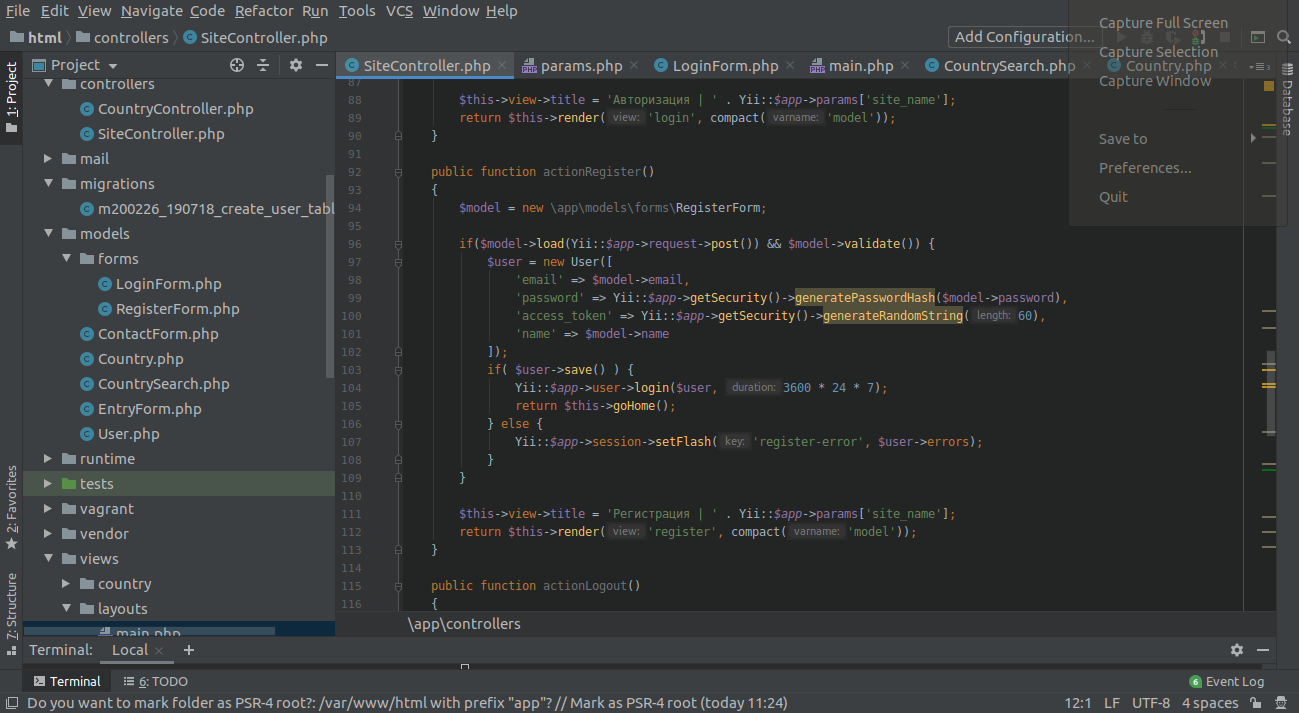 File Edit View Navigate Code Refactor Run Tools VCS Window Help
html controllers SiteController.php
Add Configuration...
Capture Full Screen
Capture Selection
Capture Window
Save to
Preferences...
Quit
1: Project
2: Favorites
7: Structure
Database
Project
controllers
CountryController.php
SiteController.php
mail
migrations
m200226_190718_create_user_tabl
models
forms
LoginForm.php
RegisterForm.php
ContactForm.php
Country.php
CountrySearch.php
EntryForm.php
User.php
runtime
tests
vagrant
vendor
views
country
layouts
main.php
SiteController.php params.php LoginForm.php main.php CountrySearch.php Country.php
87
88 $this->view->title = 'Авторизация | ' . Yii::$app->params['site_name'];
89 return $this->render( view: 'login', compact( varname: 'model'));
90 }
91
92 public function actionRegister()
93 {
94 $model = new \app\models\forms\RegisterForm;
95
96 if($model->load(Yii::$app->request->post()) && $model->validate()) {
97 $user = new User([
98 'email' => $model->email,
99 'password' => Yii::$app->getSecurity()->generatePasswordHash($model->password),
100 'access_token' => Yii::$app->getSecurity()->generateRandomString( length: 60),
101 'name' => $model->name
102 ]);
103 if( $user->save() ) {
104 Yii::$app->user->login($user, duration: 3600 * 24 * 7);
105 return $this->goHome();
106 } else {
107 Yii::$app->session->setFlash( key: 'register-error', $user->errors);
108 }
109 }
110
111 $this->view->title = 'Регистрация | ' . Yii::$app->params['site_name'];
112 return $this->render( view: 'register', compact( varname: 'model'));
113 }
114
115 public function actionLogout()
116 {
\app\controllers
Terminal: Local +
Terminal 6: TODO
6 Event Log
Do you want to mark folder as PSR-4 root?: /var/www/html with prefix "app"? // Mark as PSR-4 root (today 11:24)
12:1 LF UTF-8 4 spaces